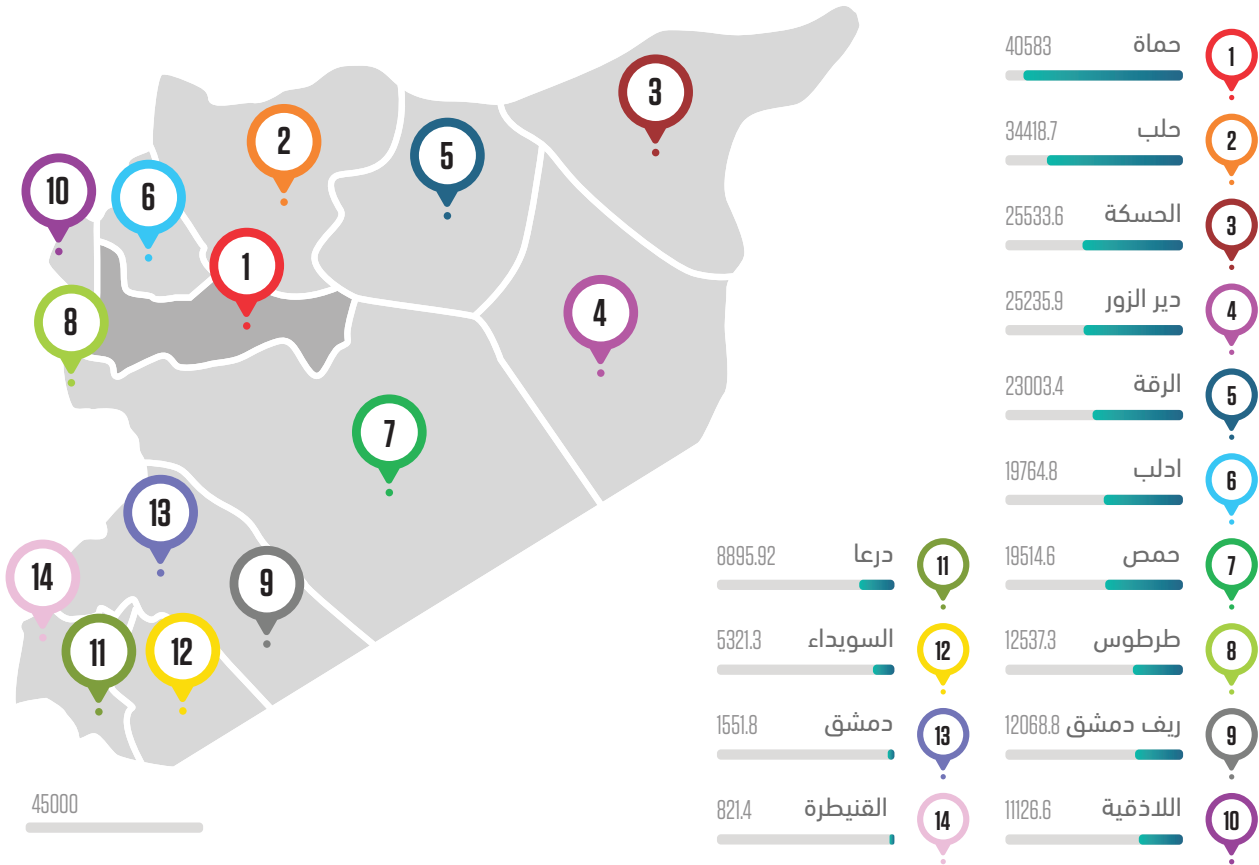 3
2
5
10
6
1
8
4
7
13
14
9
11
12
45000
1 حماة 40583
2 حلب 34418.7
3 الحسكة 25533.6
4 دير الزور 25235.9
5 الرقة 23003.4
6 ادلب 19764.8
7 حمص 19514.6
8 طرطوس 12537.3
9 ريف دمشق 12068.8
10 اللاذقية 11126.6
11 درعا 8895.92
12 السويداء 5321.3
13 دمشق 1551.8
14 القنيطرة 821.4